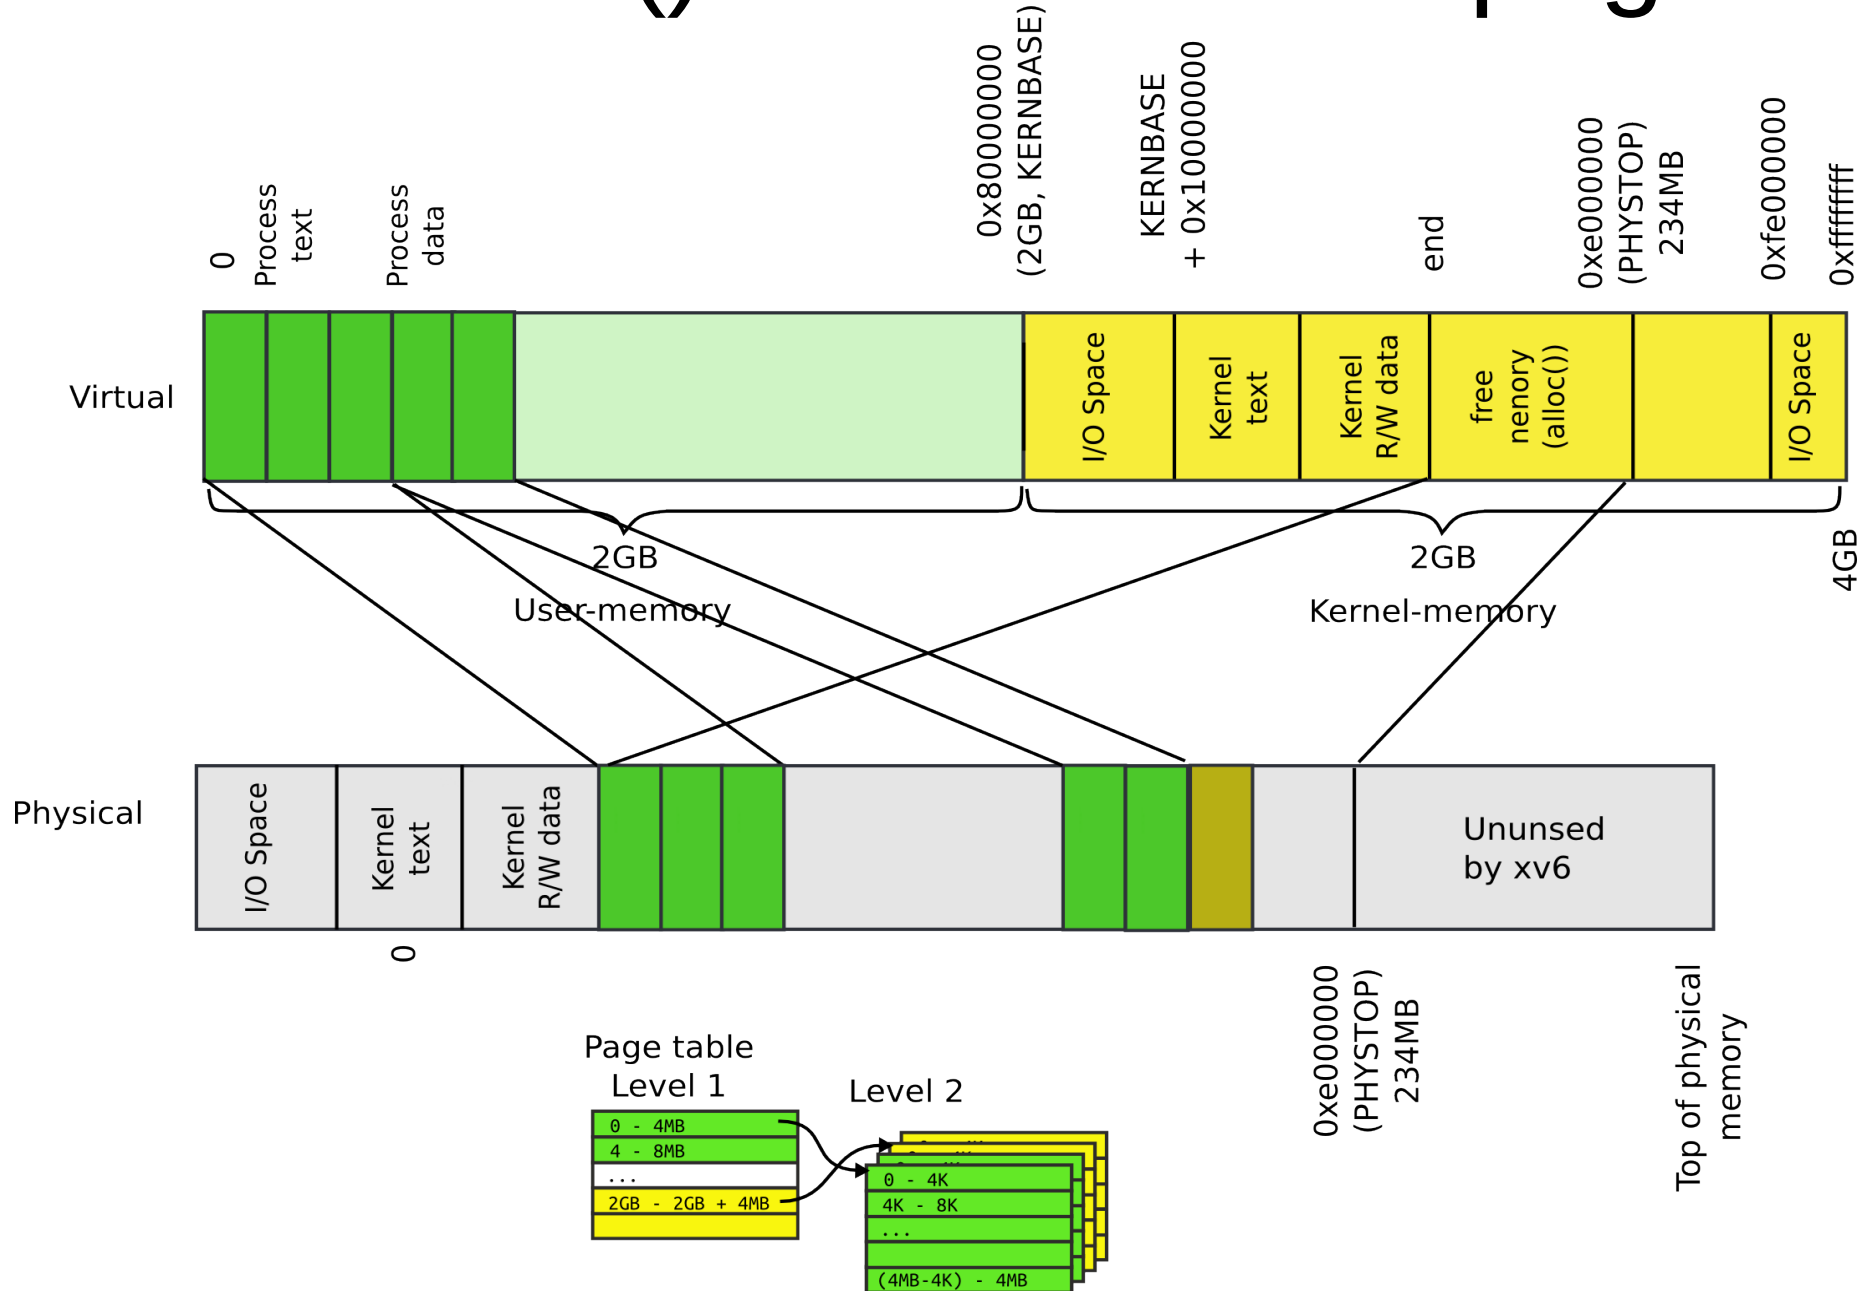 ()
0
Process
text
Process
data
0x80000000
(2GB, KERNBASE)
KERNBASE
+ 0x10000000
end
0xe000000
(PHYSTOP)
234MB
0xfe000000
0xffffffff
Virtual
I/O Space
Kernel
text
Kernel
R/W data
free
nenory
(alloc())
I/O Space
2GB
2GB
4GB
User-memory
Kernel-memory
Physical
I/O Space
Kernel
text
Kernel
R/W data
Ununsed
by xv6
0
0xe000000
(PHYSTOP)
234MB
Top of physical
memory
Page table
Level 1
Level 2
0 - 4MB
4 - 8MB
...
2GB - 2GB + 4MB
0 - 4K
4K - 8K
...
(4MB-4K) - 4MB